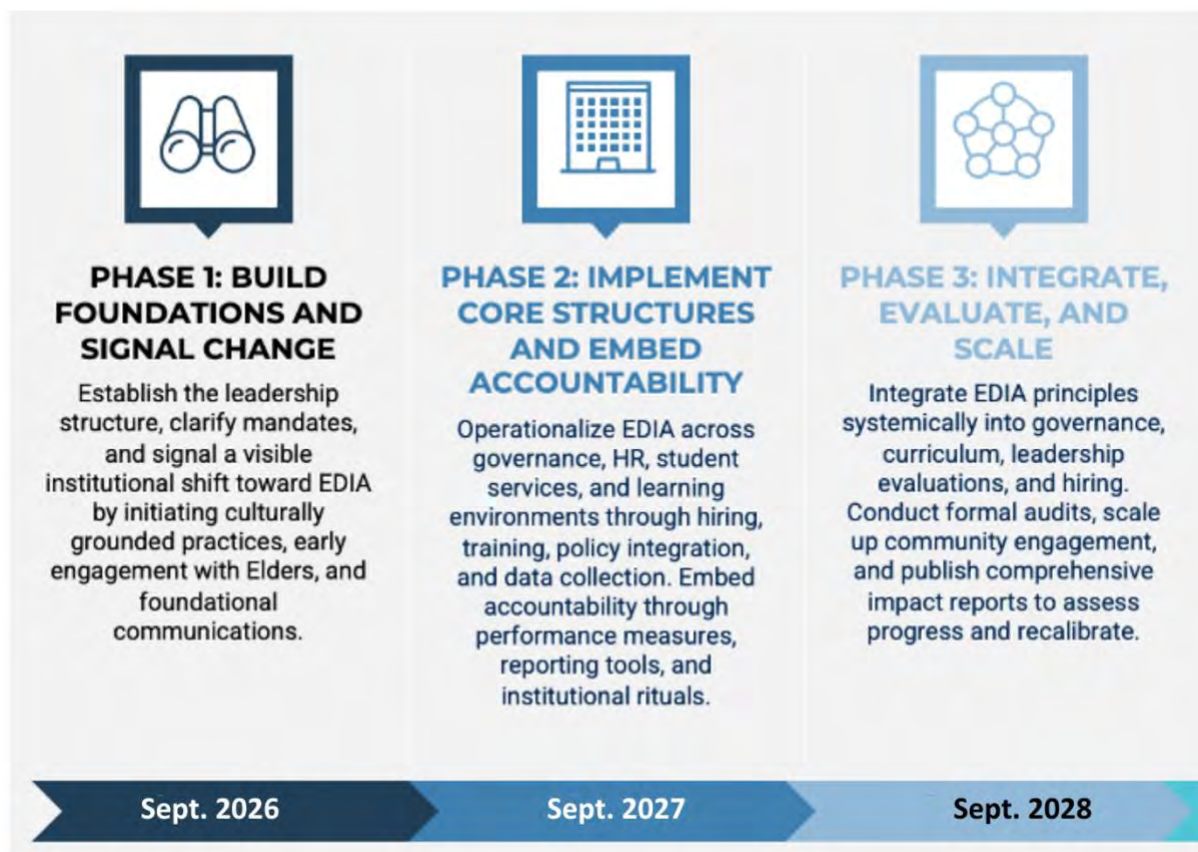 PHASE 1: BUILD
FOUNDATIONS AND
SIGNAL CHANGE
Establish the leadership
structure, clarify mandates,
and signal a visible
institutional shift toward EDIA
by initiating culturally
grounded practices, early
engagement with Elders, and
foundational
communications.
PHASE 2: IMPLEMENT
CORE STRUCTURES
AND EMBED
ACCOUNTABILITY
Operationalize EDIA across
governance, HR, student
services, and learning
environments through hiring,
training, policy integration,
and data collection. Embed
accountability through
performance measures,
reporting tools, and
institutional rituals.
PHASE 3: INTEGRATE,
EVALUATE, AND
SCALE
Integrate EDIA principles
systemically into governance,
curriculum, leadership
evaluations, and hiring.
Conduct formal audits, scale
up community engagement,
and publish comprehensive
impact reports to assess
progress and recalibrate.
Sept. 2026
Sept. 2027
Sept. 2028